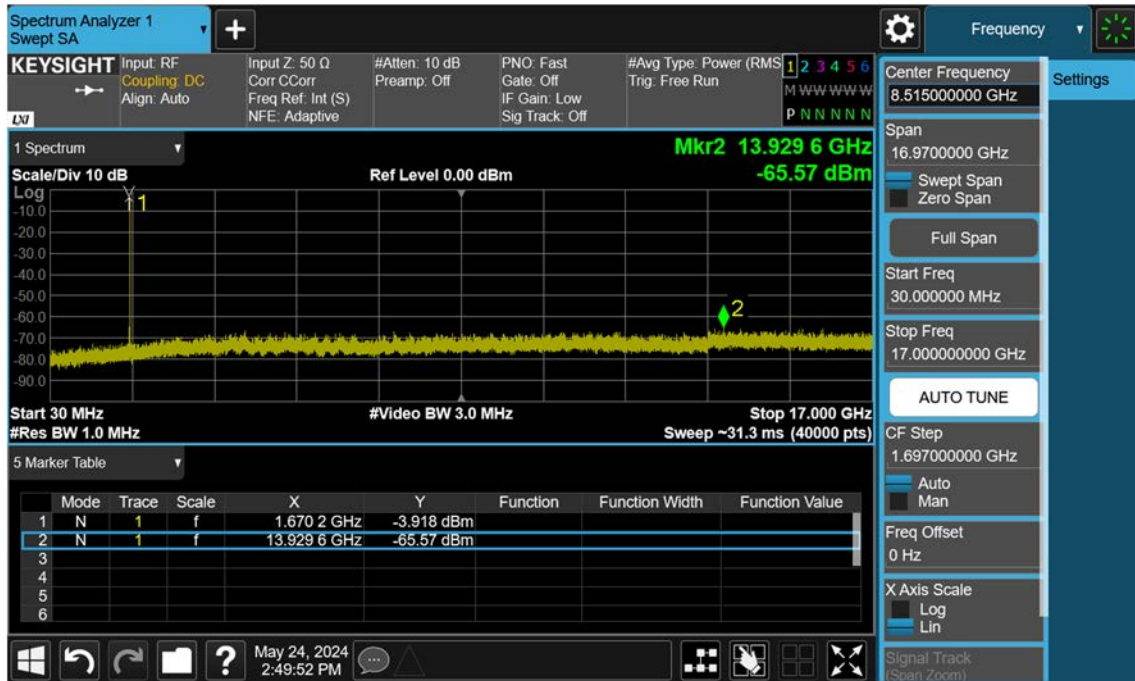 Spectrum Analyzer 1
Swept SA
Frequency
KEYSIGHT
LXI
Input: RF
Coupling: DC
Align: Auto
Input Z: 50 Ω
Corr CCorr
Freq Ref: Int (S)
NFE: Adaptive
#Atten: 10 dB
Preamp: Off
PNO: Fast
Gate: Off
IF Gain: Low
Sig Track: Off
#Avg Type: Power (RMS
Trig: Free Run
1 2 3 4 5 6
M W W W W W
P N N N N N
1 Spectrum
Mkr2 13.929 6 GHz
-65.57 dBm
Scale/Div 10 dB
Ref Level 0.00 dBm
Log
-10.0
-20.0
-30.0
-40.0
-50.0
-60.0
-70.0
-80.0
-90.0
1
2
Start 30 MHz
#Video BW 3.0 MHz
Stop 17.000 GHz
#Res BW 1.0 MHz
Sweep ~31.3 ms (40000 pts)
5 Marker Table
Mode Trace Scale X Y Function Function Width Function Value
1 N 1 f 1.670 2 GHz -3.918 dBm
2 N 1 f 13.929 6 GHz -65.57 dBm
3
4
5
6
May 24, 2024
2:49:52 PM
?
Center Frequency
8.515000000 GHz
Settings
Span
16.9700000 GHz
Swept Span
Zero Span
Full Span
Start Freq
30.000000 MHz
Stop Freq
17.000000000 GHz
AUTO TUNE
CF Step
1.697000000 GHz
Auto
Man
Freq Offset
0 Hz
X Axis Scale
Log
Lin
Signal Track
(Span Zoom)